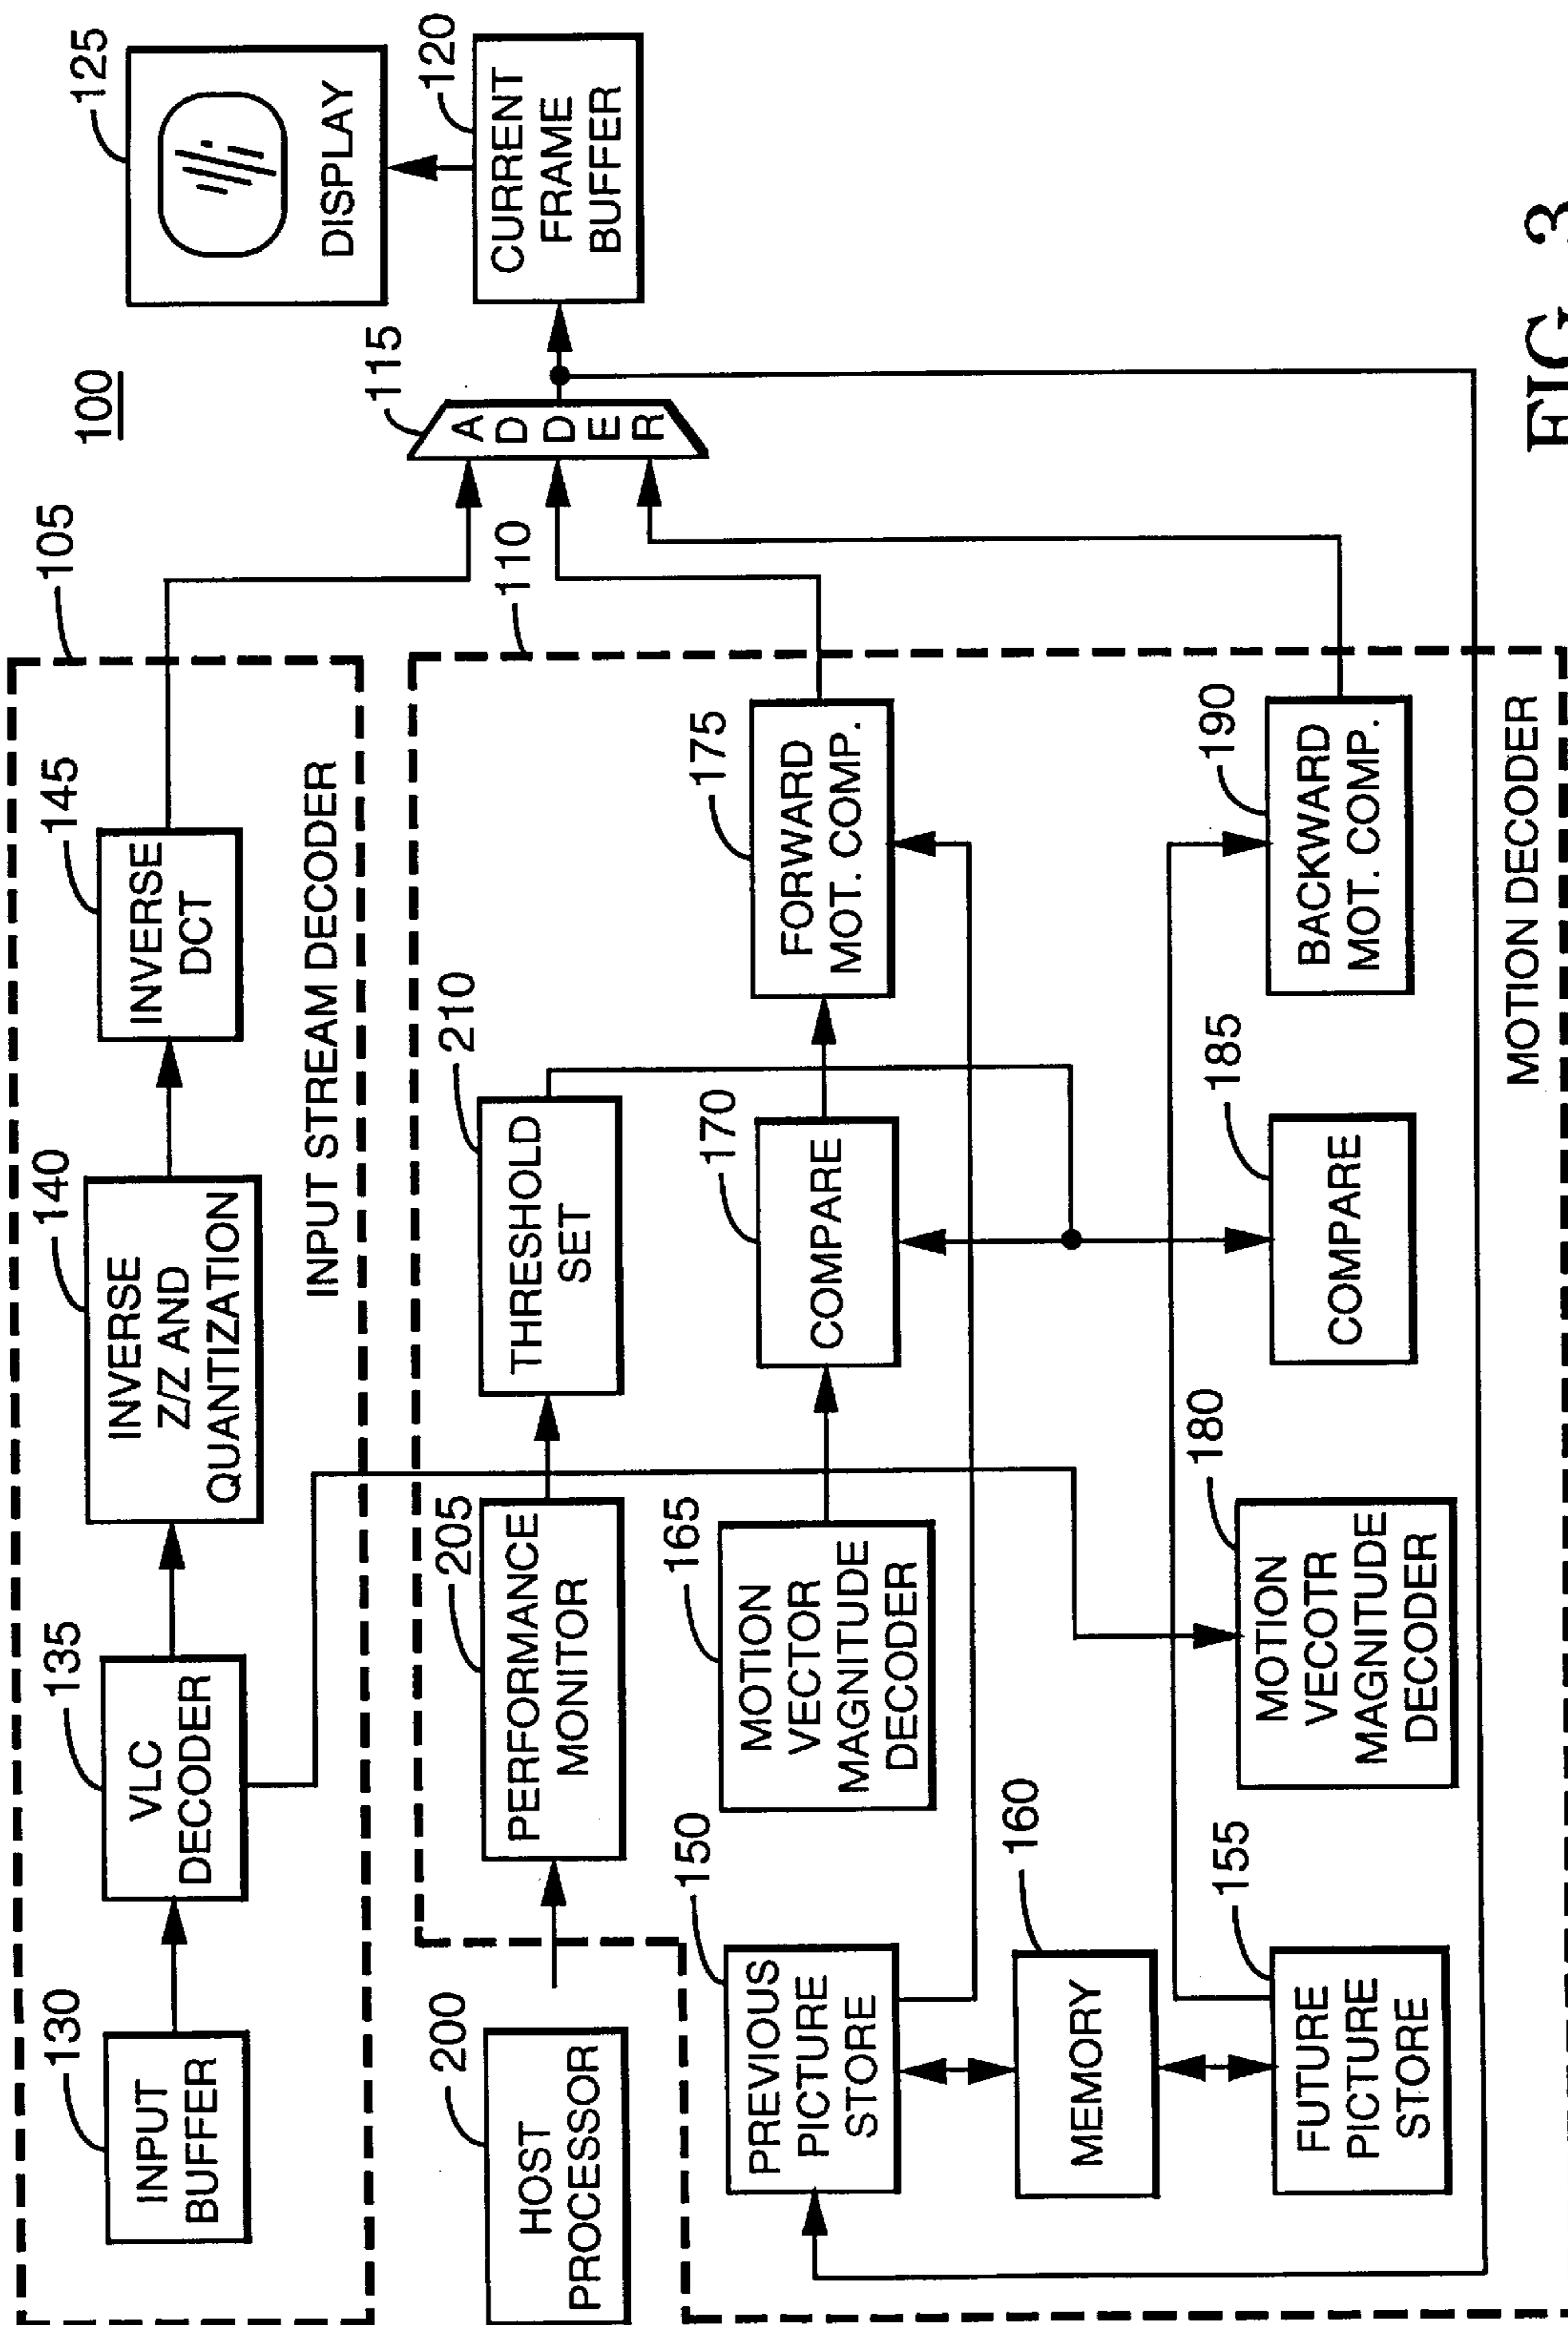 100
105
130
INPUT
BUFFER
135
VLC
DECODER
140
INVERSE
Z/Z AND
QUANTIZATION
145
INVERSE
DCT
INPUT STREAM DECODER
115
ADDER
125
DISPLAY
120
CURRENT
FRAME
BUFFER
110
200
HOST
PROCESSOR
205
PERFORMANCE
MONITOR
210
THRESHOLD
SET
150
PREVIOUS
PICTURE
STORE
165
MOTION
VECTOR
MAGNITUDE
DECODER
170
COMPARE
175
FORWARD
MOT. COMP.
160
MEMORY
155
FUTURE
PICTURE
STORE
180
MOTION
VECOTR
MAGNITUDE
DECODER
185
COMPARE
190
BACKWARD
MOT. COMP.
MOTION DECODER
FIG. 3